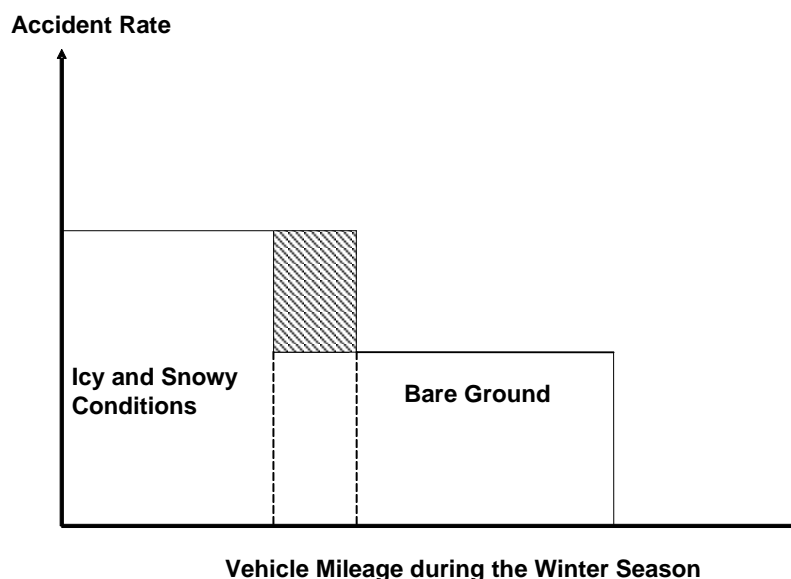 Accident Rate
Icy and Snowy
Conditions
Bare Ground
Vehicle Mileage during the Winter Season